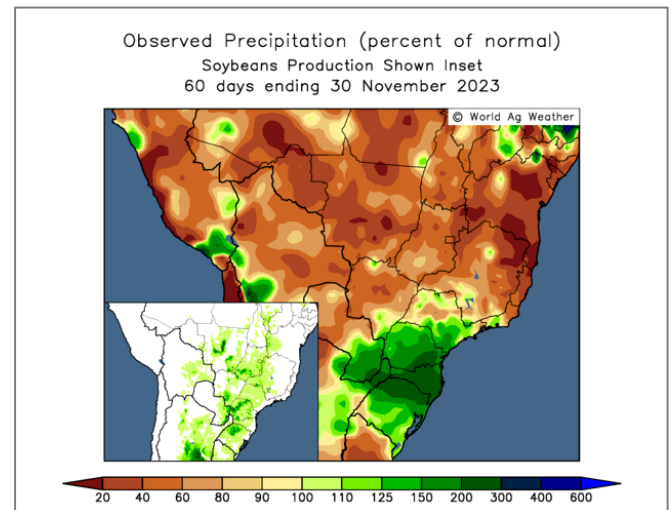 Observed Precipitation (percent of normal)
Soybeans Production Shown Inset
60 days ending 30 November 2023
© World Ag Weather
20 40 60 80 90 100 110 125 150 200 300 400 600